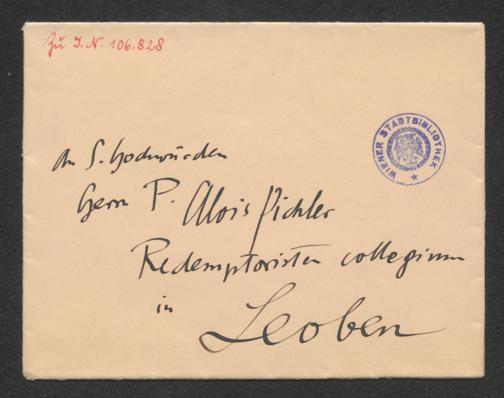 Zu I.N. 106.828
WIENER STADTBIBLIOTHEK
An S. Hochwürden
Herrn P. Alois Pichler
Redemptoristen collegium
in
Leoben